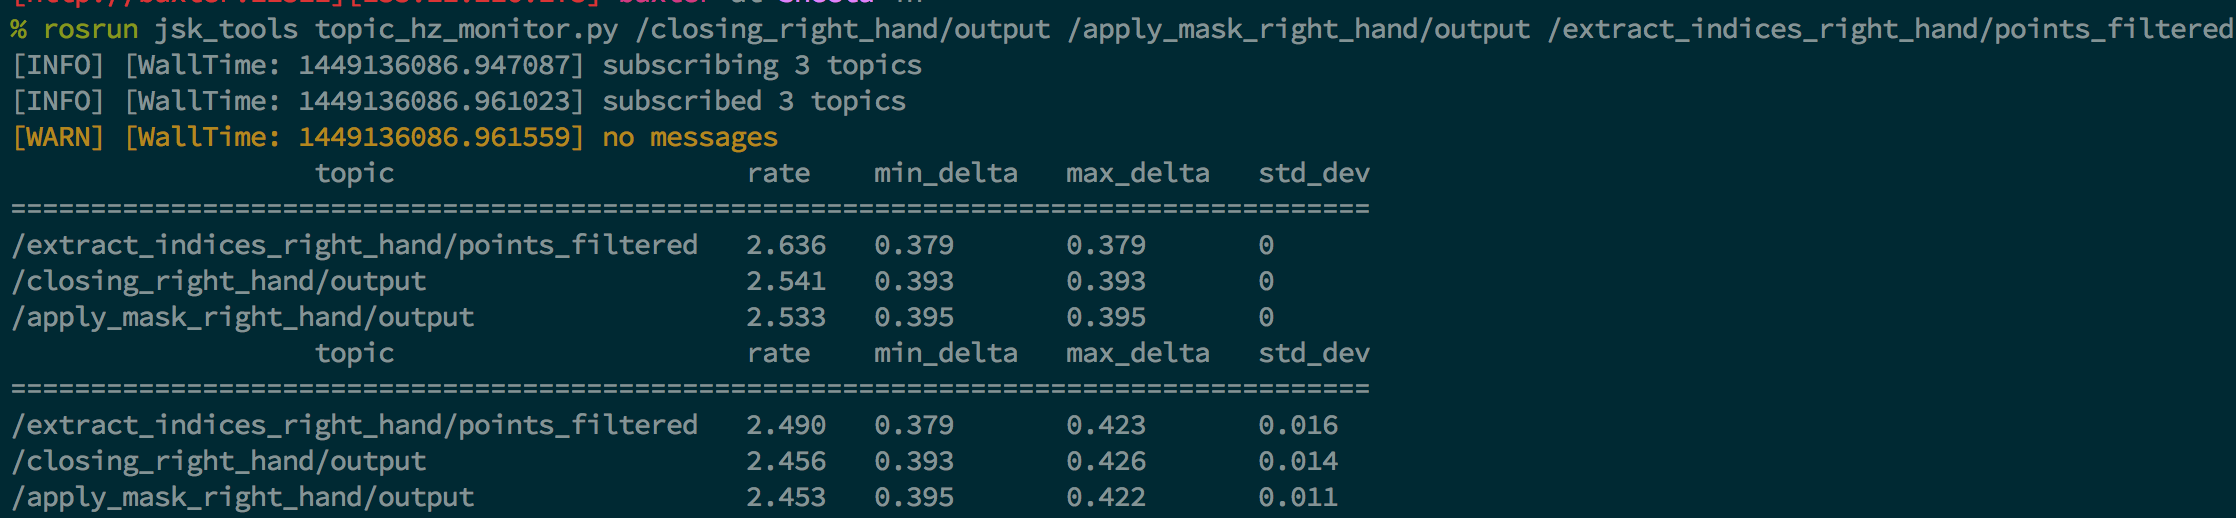 % rosrun jsk_tools topic_hz_monitor.py /closing_right_hand/output /apply_mask_right_hand/output /extract_indices_right_hand/points_filtered
[INFO] [WallTime: 1449136086.947087] subscribing 3 topics
[INFO] [WallTime: 1449136086.961023] subscribed 3 topics
[WARN] [WallTime: 1449136086.961559] no messages
topic rate min_delta max_delta std_dev
=====================================================================================
/extract_indices_right_hand/points_filtered 2.636 0.379 0.379 0
/closing_right_hand/output 2.541 0.393 0.393 0
/apply_mask_right_hand/output 2.533 0.395 0.395 0
topic rate min_delta max_delta std_dev
=====================================================================================
/extract_indices_right_hand/points_filtered 2.490 0.379 0.423 0.016
/closing_right_hand/output 2.456 0.393 0.426 0.014
/apply_mask_right_hand/output 2.453 0.395 0.422 0.011